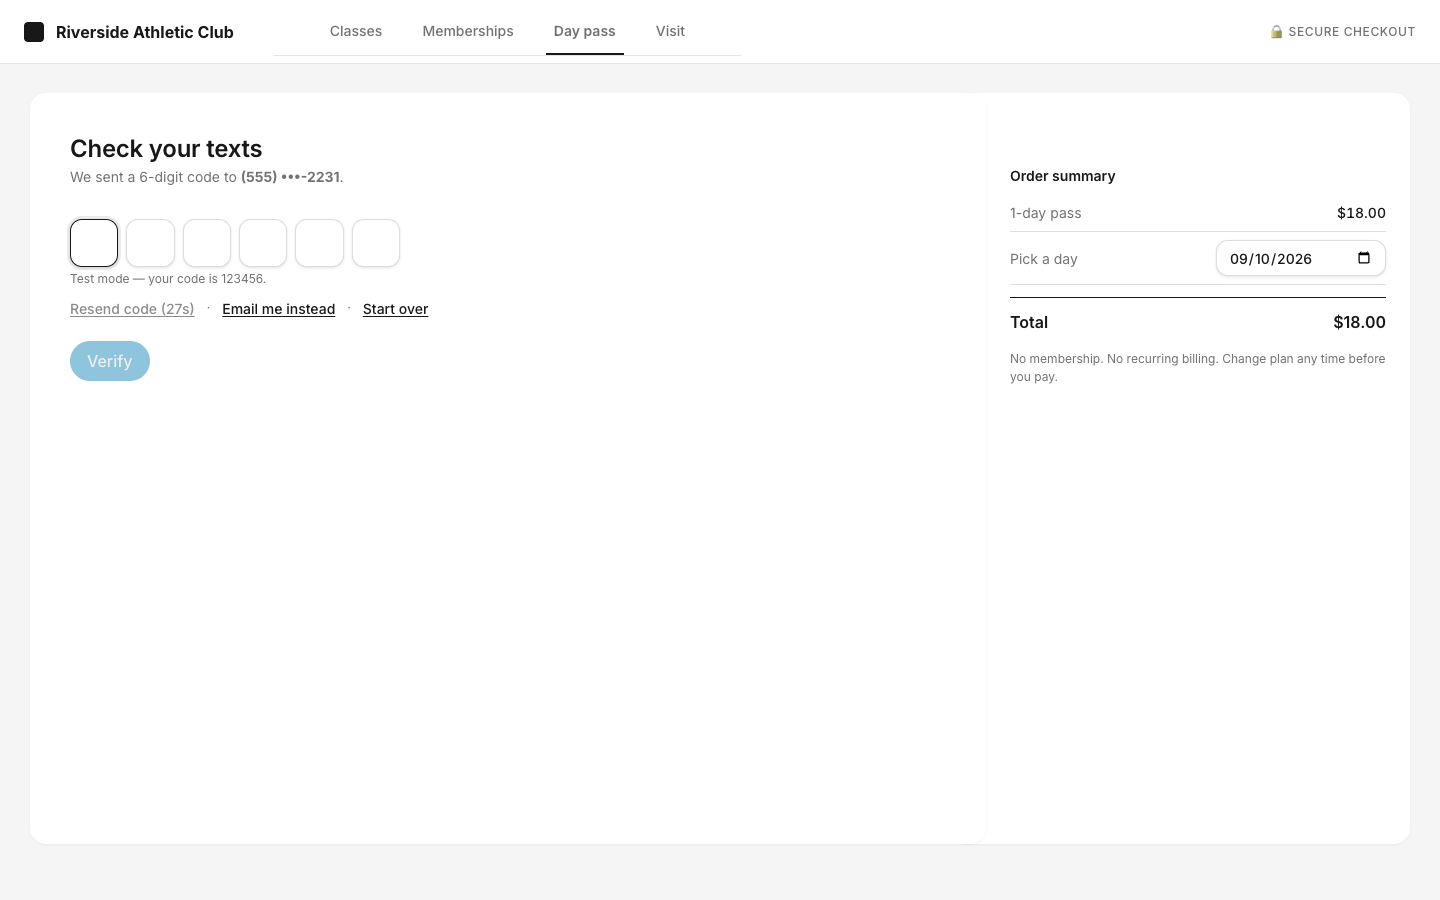 Riverside Athletic Club
Classes
Memberships
Day pass
Visit
SECURE CHECKOUT
Check your texts
We sent a 6-digit code to (555) •••-2231.
Test mode — your code is 123456.
Resend code (27s) · Email me instead · Start over
Verify
Order summary
1-day pass $18.00
Pick a day 09/10/2026
Total $18.00
No membership. No recurring billing. Change plan any time before
you pay.